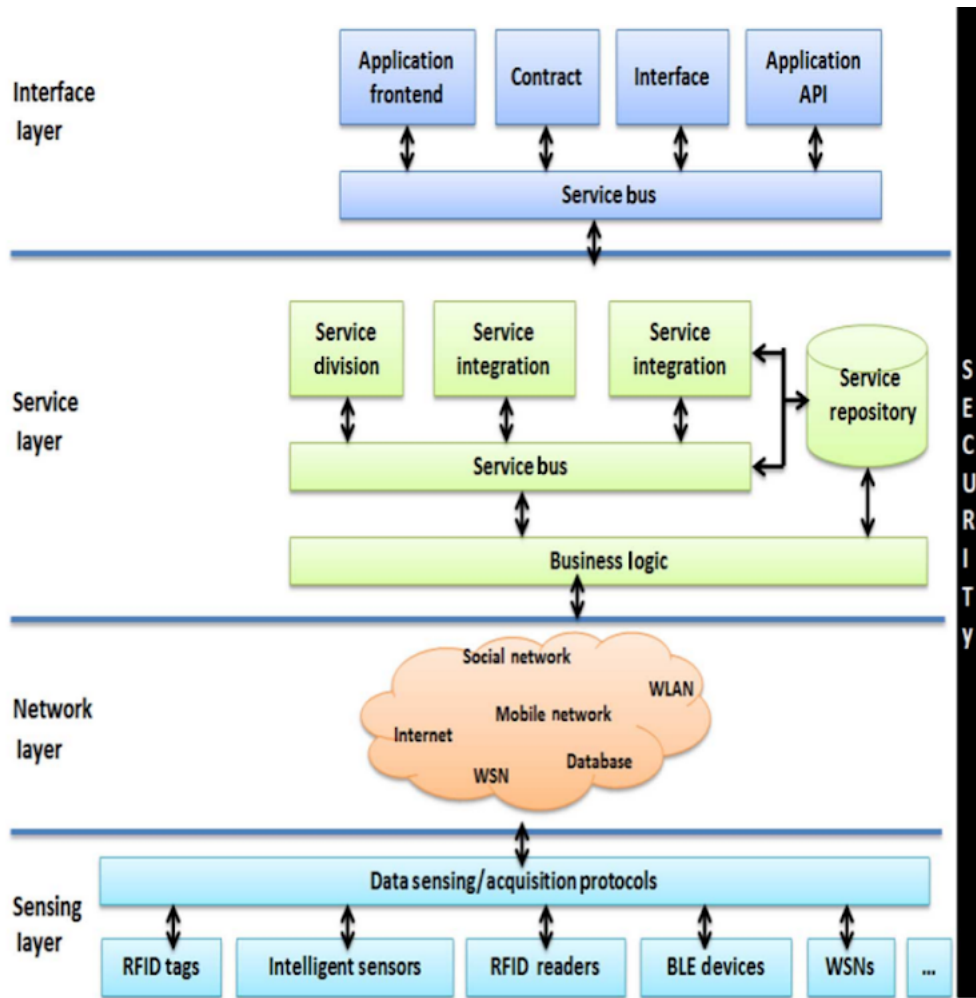 Interface
layer
Application
frontend
Contract
Interface
Application
API
Service bus
Service
layer
Service
division
Service
integration
Service
integration
Service
repository
Service bus
Business logic
Network
layer
Social network
WLAN
Mobile network
Internet
Database
WSN
Sensing
layer
Data sensing/acquisition protocols
RFID tags
Intelligent sensors
RFID readers
BLE devices
WSNs
...
S
E
C
U
R
I
T
y